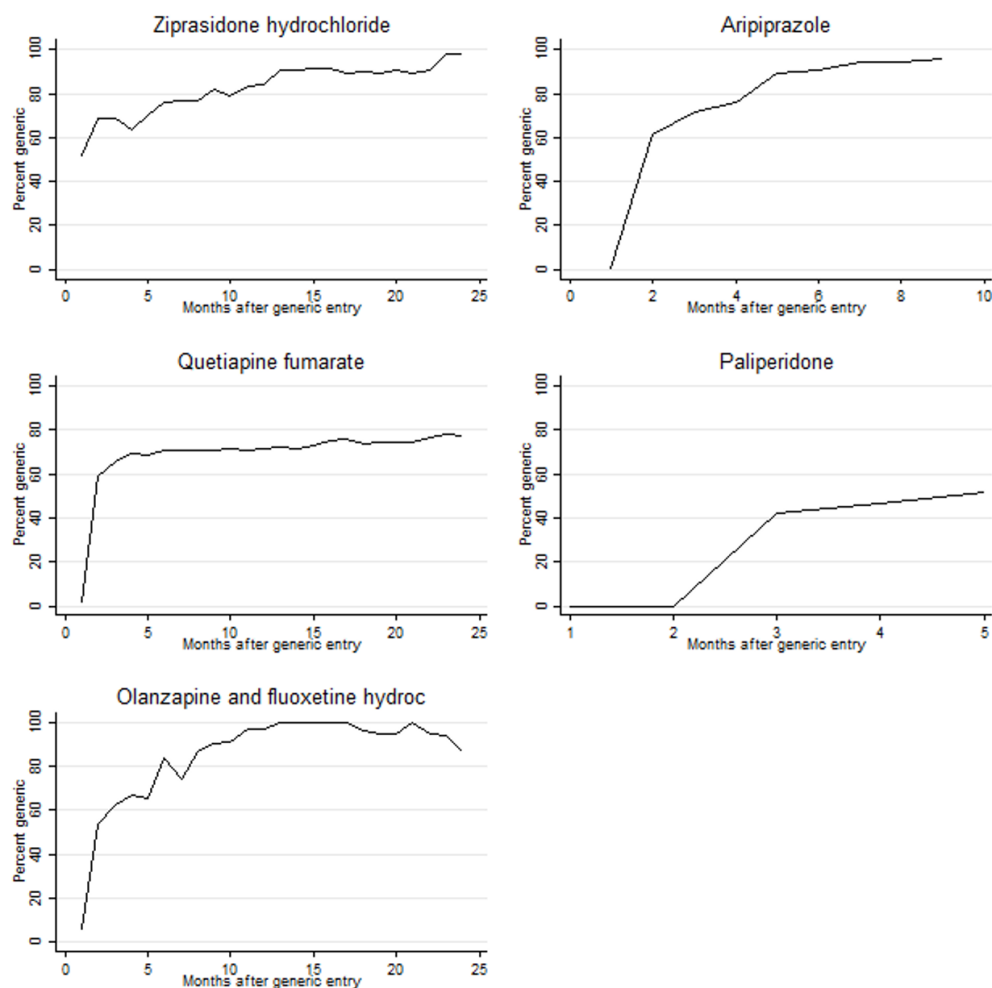 Ziprasidone hydrochloride
Percent generic
100
80
60
40
20
0
0 5 10 15 20 25
Months after generic entry
Aripiprazole
Percent generic
100
80
60
40
20
0
0 2 4 6 8 10
Months after generic entry
Quetiapine fumarate
Percent generic
100
80
60
40
20
0
0 5 10 15 20 25
Months after generic entry
Paliperidone
Percent generic
100
80
60
40
20
0
1 2 3 4 5
Months after generic entry
Olanzapine and fluoxetine hydroc
Percent generic
100
80
60
40
20
0
0 5 10 15 20 25
Months after generic entry